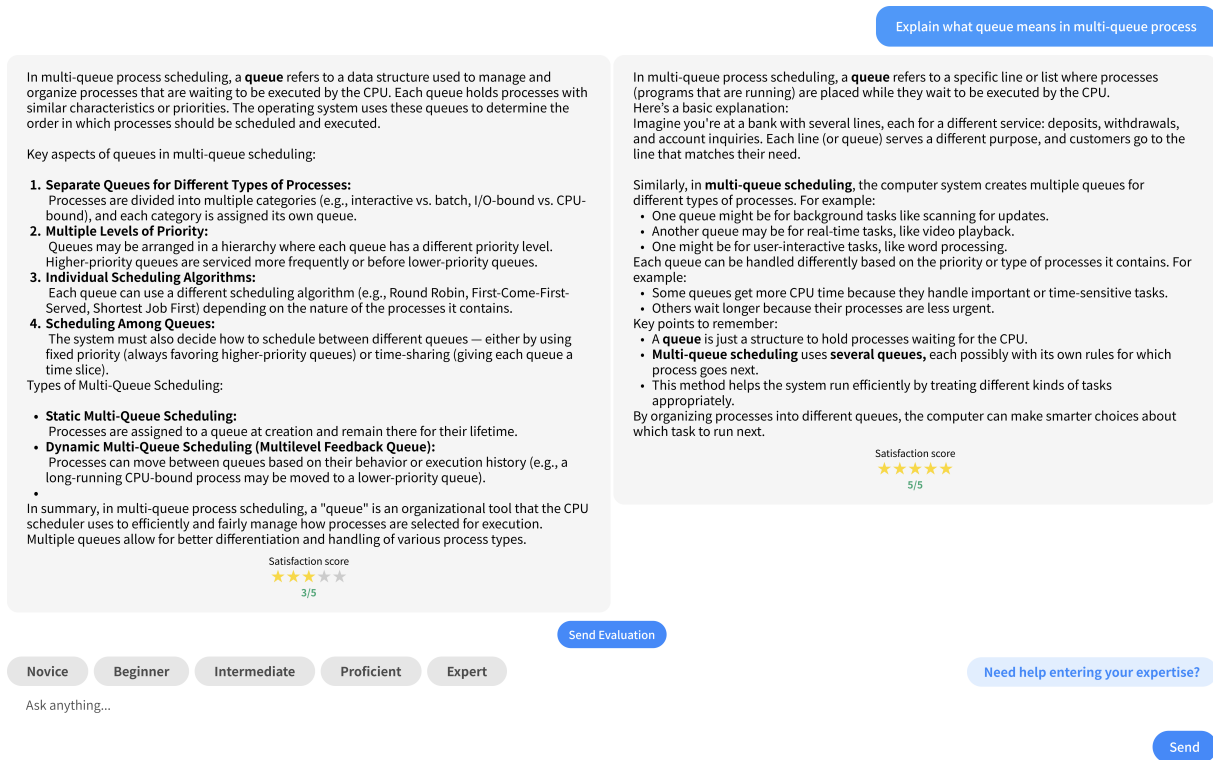 Explain what queue means in multi-queue process
In multi-queue process scheduling, a queue refers to a data structure used to manage and
organize processes that are waiting to be executed by the CPU. Each queue holds processes with
similar characteristics or priorities. The operating system uses these queues to determine the
order in which processes should be scheduled and executed.
Key aspects of queues in multi-queue scheduling:
1. Separate Queues for Different Types of Processes:
Processes are divided into multiple categories (e.g., interactive vs. batch, I/O-bound vs. CPU-
bound), and each category is assigned its own queue.
2. Multiple Levels of Priority:
Queues may be arranged in a hierarchy where each queue has a different priority level.
Higher-priority queues are serviced more frequently or before lower-priority queues.
3. Individual Scheduling Algorithms:
Each queue can use a different scheduling algorithm (e.g., Round Robin, First-Come-First-
Served, Shortest Job First) depending on the nature of the processes it contains.
4. Scheduling Among Queues:
The system must also decide how to schedule between different queues — either by using
fixed priority (always favoring higher-priority queues) or time-sharing (giving each queue a
time slice).
Types of Multi-Queue Scheduling:
• Static Multi-Queue Scheduling:
Processes are assigned to a queue at creation and remain there for their lifetime.
• Dynamic Multi-Queue Scheduling (Multilevel Feedback Queue):
Processes can move between queues based on their behavior or execution history (e.g., a
long-running CPU-bound process may be moved to a lower-priority queue).
•
In summary, in multi-queue process scheduling, a "queue" is an organizational tool that the CPU
scheduler uses to efficiently and fairly manage how processes are selected for execution.
Multiple queues allow for better differentiation and handling of various process types.
Satisfaction score
3/5
In multi-queue process scheduling, a queue refers to a specific line or list where processes
(programs that are running) are placed while they wait to be executed by the CPU.
Here's a basic explanation:
Imagine you're at a bank with several lines, each for a different service: deposits, withdrawals,
and account inquiries. Each line (or queue) serves a different purpose, and customers go to the
line that matches their need.
Similarly, in multi-queue scheduling, the computer system creates multiple queues for
different types of processes. For example:
• One queue might be for background tasks like scanning for updates.
• Another queue may be for real-time tasks, like video playback.
• One might be for user-interactive tasks, like word processing.
Each queue can be handled differently based on the priority or type of processes it contains. For
example:
• Some queues get more CPU time because they handle important or time-sensitive tasks.
• Others wait longer because their processes are less urgent.
Key points to remember:
• A queue is just a structure to hold processes waiting for the CPU.
• Multi-queue scheduling uses several queues, each possibly with its own rules for which
process goes next.
• This method helps the system run efficiently by treating different kinds of tasks
appropriately.
By organizing processes into different queues, the computer can make smarter choices about
which task to run next.
Satisfaction score
5/5
Send Evaluation
Novice Beginner Intermediate Proficient Expert
Need help entering your expertise?
Ask anything...
Send